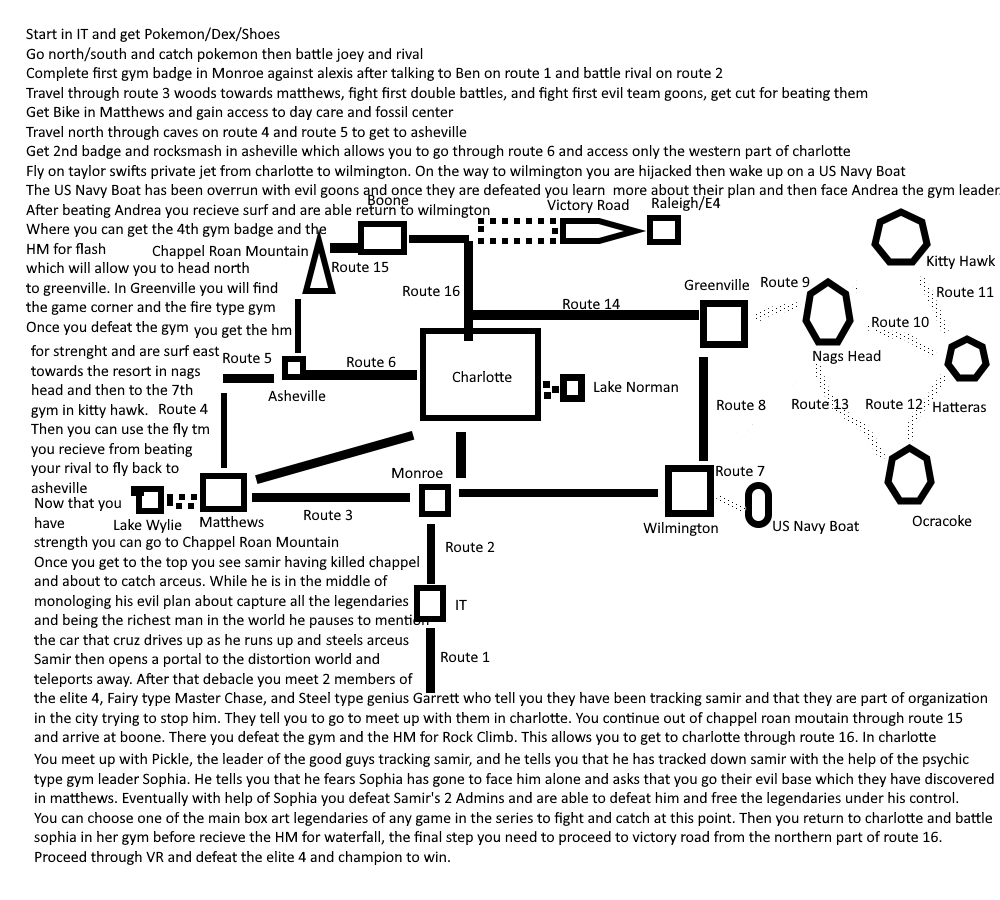 Start in IT and get Pokemon/Dex/Shoes
Go north/south and catch pokemon then battle joey and rival
Complete first gym badge in Monroe against alexis after talking to Ben on route 1 and battle rival on route 2
Travel through route 3 woods towards matthews, fight first double battles, and fight first evil team goons, get cut for beating them
Get Bike in Matthews and gain access to day care and fossil center
Travel north through caves on route 4 and route 5 to get to asheville
Get 2nd badge and rocksmash in asheville which allows you to go through route 6 and access only the western part of charlotte
Fly on taylor swifts private jet from charlotte to wilmington. On the way to wilmington you are hijacked then wake up on a US Navy Boat
The US Navy Boat has been overrun with evil goons and once they are defeated you learn  more about their plan and then face Andrea the gym leader.
After beating Andrea you recieve surf and are able return to wilmington
Where you can get the 4th gym badge and the
HM for flash
which will allow you to head north
to greenville. In Greenville you will find
the game corner and the fire type gym
Once you defeat the gym you get the hm
for strenght and are surf east
towards the resort in nags
head and then to the 7th
gym in kitty hawk.
Then you can use the fly tm
you recieve from beating
your rival to fly back to
asheville
Now that you
have
strength you can go to Chappel Roan Mountain
Once you get to the top you see samir having killed chappel
and about to catch arceus. While he is in the middle of
monologing his evil plan about capture all the legendaries
and being the richest man in the world he pauses to mention
the car that cruz drives up as he runs up and steels arceus
Samir then opens a portal to the distortion world and
teleports away. After that debacle you meet 2 members of
the elite 4, Fairy type Master Chase, and Steel type genius Garrett who tell you they have been tracking samir and that they are part of organization
in the city trying to stop him. They tell you to go to meet up with them in charlotte. You continue out of chappel roan moutain through route 15
and arrive at boone. There you defeat the gym and the HM for Rock Climb. This allows you to get to charlotte through route 16. In charlotte
You meet up with Pickle, the leader of the good guys tracking samir, and he tells you that he has tracked down samir with the help of the psychic
type gym leader Sophia. He tells you that he fears Sophia has gone to face him alone and asks that you go their evil base which they have discovered
in matthews. Eventually with help of Sophia you defeat Samir's 2 Admins and are able to defeat him and free the legendaries under his control.
You can choose one of the main box art legendaries of any game in the series to fight and catch at this point. Then you return to charlotte and battle
sophia in her gym before recieve the HM for waterfall, the final step you need to proceed to victory road from the northern part of route 16.
Proceed through VR and defeat the elite 4 and champion to win.
Boone
Victory Road
Raleigh/E4
Chappel Roan Mountain
Route 15
Route 16
Kitty Hawk
Greenville
Route 9
Route 11
Route 14
Route 10
Route 5
Route 6
Nags Head
Charlotte
Lake Norman
Asheville
Route 4
Route 8
Route 13
Route 12
Hatteras
Monroe
Route 7
Lake Wylie
Matthews
Route 3
Wilmington
US Navy Boat
Ocracoke
Route 2
IT
Route 1